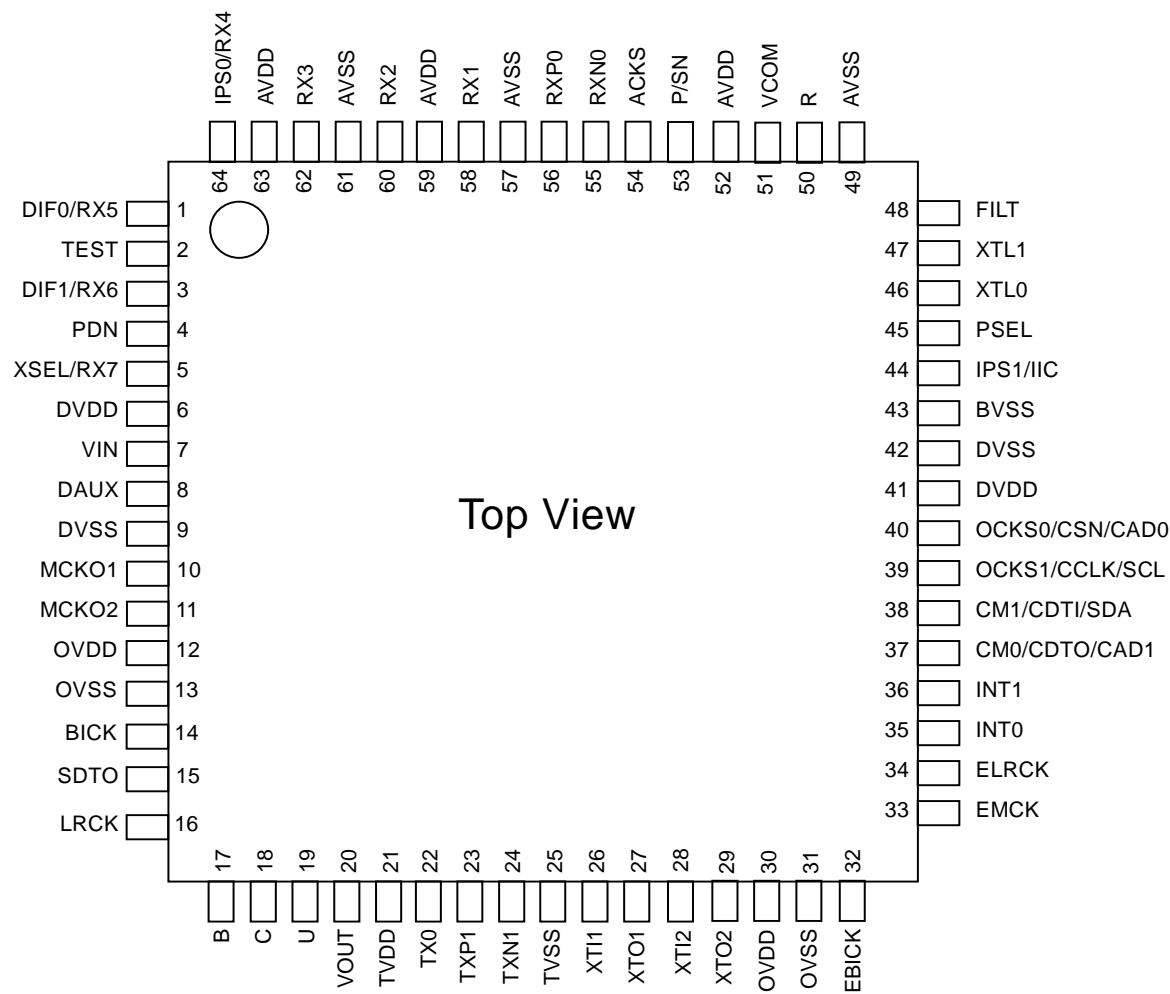 IPS0/RX4
AVDD
RX3
AVSS
RX2
AVDD
RX1
AVSS
RXP0
RXN0
ACKS
P/SN
AVDD
VCOM
R
AVSS
64 63 62 61 60 59 58 57 56 55 54 53 52 51 50 49
DIF0/RX5 1
TEST 2
DIF1/RX6 3
PDN 4
XSEL/RX7 5
DVDD 6
VIN 7
DAUX 8
DVSS 9
MCKO1 10
MCKO2 11
OVDD 12
OVSS 13
BICK 14
SDTO 15
LRCK 16
Top View
48 FILT
47 XTL1
46 XTL0
45 PSEL
44 IPS1/IIC
43 BVSS
42 DVSS
41 DVDD
40 OCKS0/CSN/CAD0
39 OCKS1/CCLK/SCL
38 CM1/CDTI/SDA
37 CM0/CDTO/CAD1
36 INT1
35 INT0
34 ELRCK
33 EMCK
17 18 19 20 21 22 23 24 25 26 27 28 29 30 31 32
B
C
U
VOUT
TVDD
TX0
TXP1
TXN1
TVSS
XTI1
XTO1
XTI2
XTO2
OVDD
OVSS
EBICK